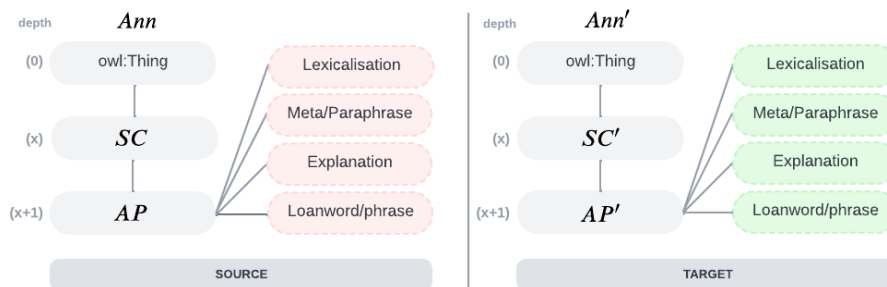 depth Ann
(0) owl:Thing Lexicalisation
Meta/Paraphrase
(x) SC
Explanation
(x+1) AP Loanword/phrase
SOURCE
depth Ann′
(0) owl:Thing Lexicalisation
Meta/Paraphrase
(x) SC′
Explanation
(x+1) AP′ Loanword/phrase
TARGET